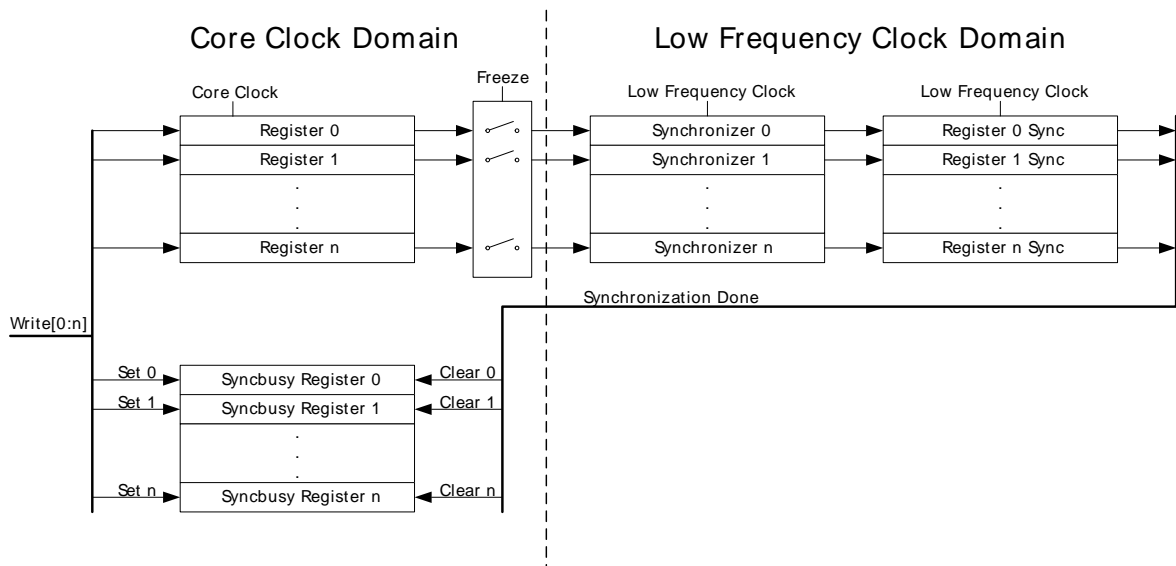 Core Clock Domain
Low Frequency Clock Domain
Freeze
Core Clock
Low Frequency Clock
Low Frequency Clock
Register 0
Synchronizer 0
Register 0 Sync
Register 1
Synchronizer 1
Register 1 Sync
.
.
.
.
.
.
.
.
.
Register n
Synchronizer n
Register n Sync
Synchronization Done
Write[0:n]
Set 0
Syncbusy Register 0
Clear 0
Set 1
Syncbusy Register 1
Clear 1
.
.
.
Set n
Syncbusy Register n
Clear n